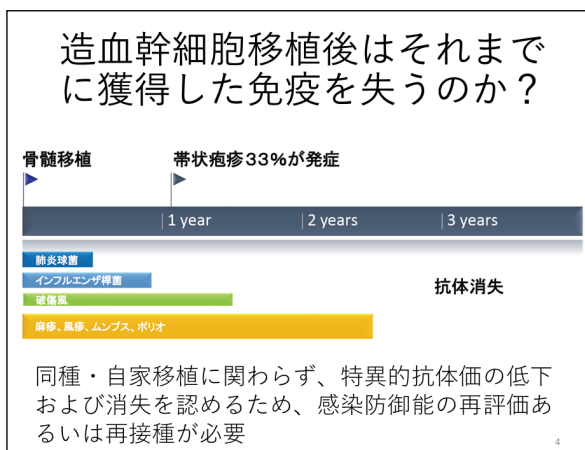 造血幹細胞移植後はそれまで
に獲得した免疫を失うのか？
骨髄移植
帯状疱疹33%が発症
1 year
2 years
3 years
肺炎球菌
インフルエンザ桿菌
破傷風
麻疹、風疹、ムンプス、ポリオ
抗体消失
同種・自家移植に関わらず、特異的抗体価の低下
および消失を認めるため、感染防御能の再評価あ
るいは再接種が必要
4